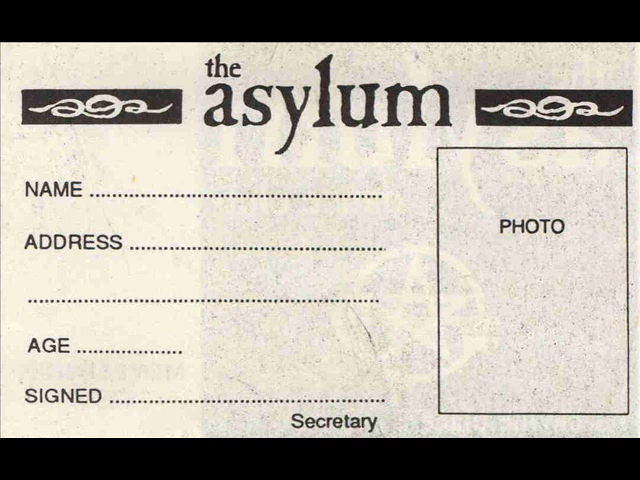 the
asylum
NAME ................................................
PHOTO
ADDRESS ..........................................
..........................................................
AGE .................
SIGNED .............................................
Secretary